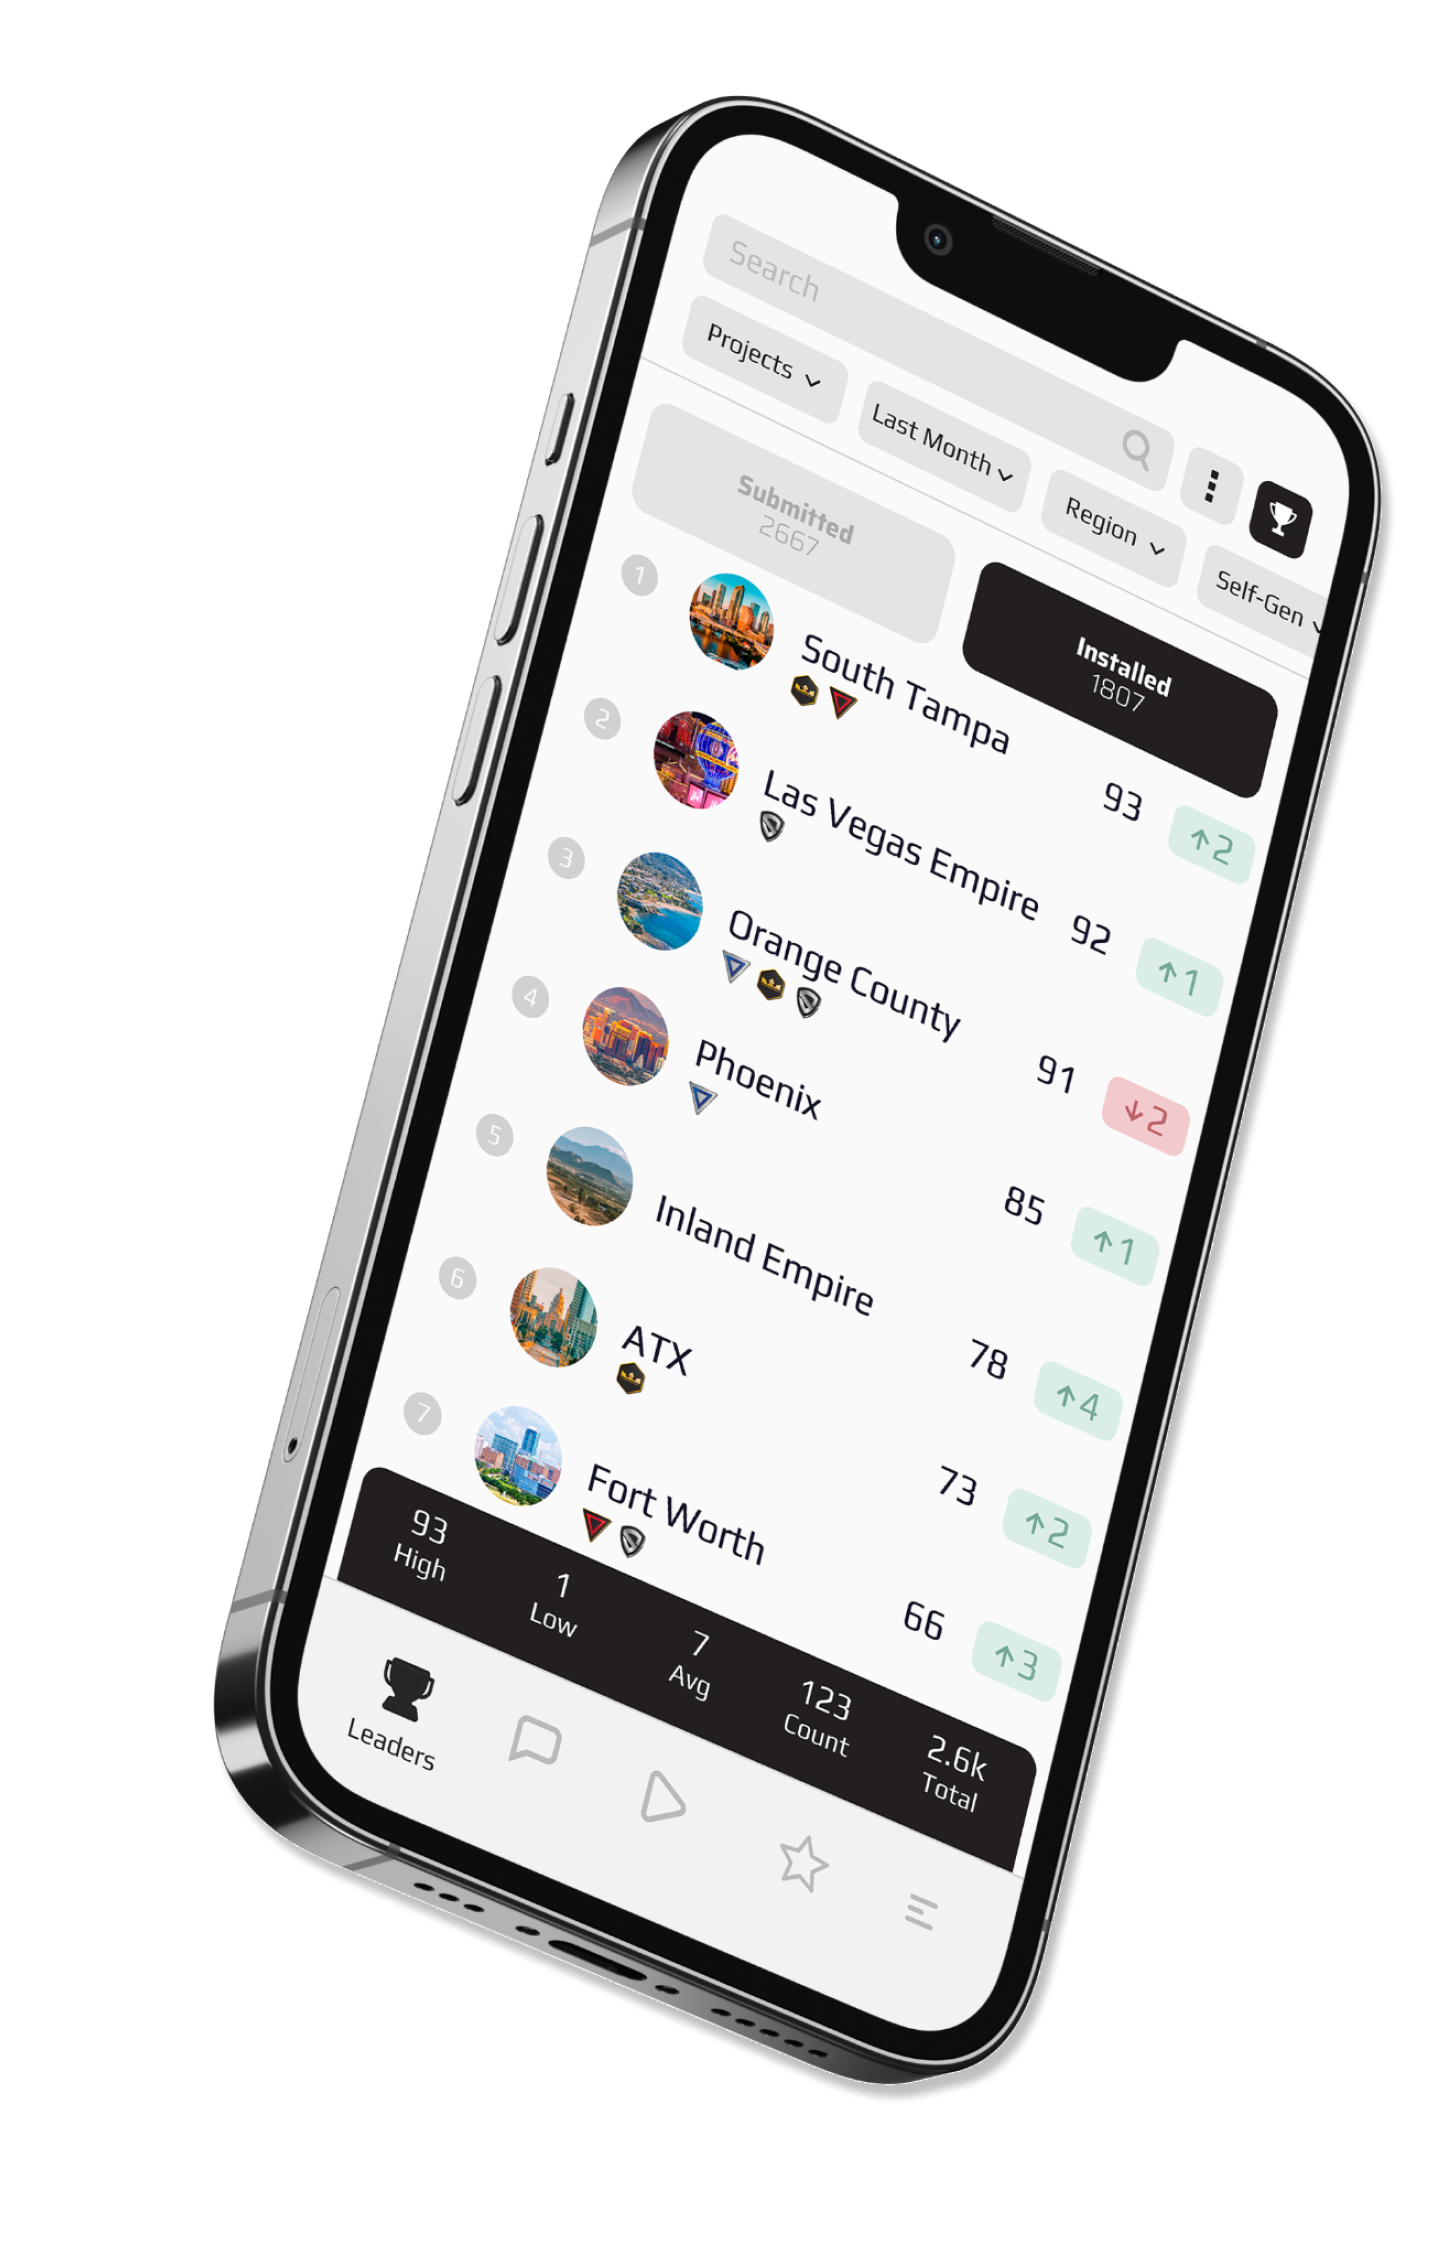 Search
Projects
Last Month
Region
Self-Gen
Submitted
2667
Installed
1807
1
South Tampa
93
↑2
2
Las Vegas Empire
92
↑1
3
Orange County
91
↓2
4
Phoenix
85
↑1
5
Inland Empire
78
↑4
6
ATX
73
↑2
7
Fort Worth
66
↑3
93
High
1
Low
7
Avg
123
Count
2.6k
Total
Leaders